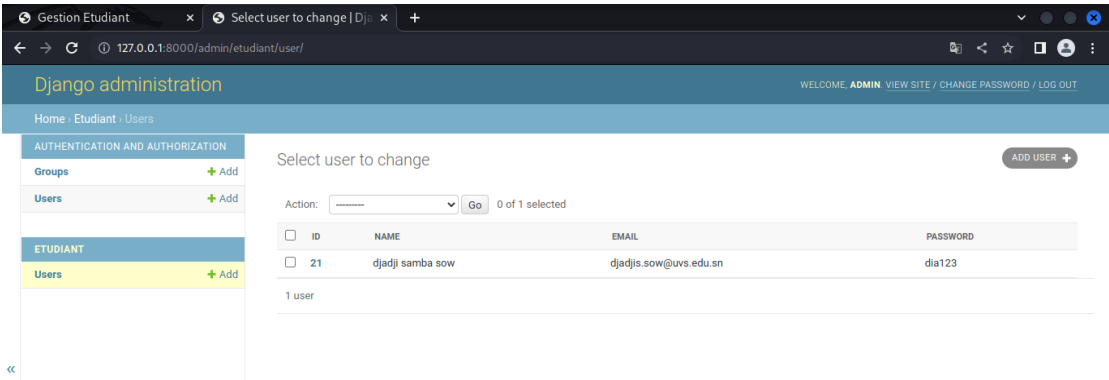 Gestion Etudiant
Select user to change | Dja
127.0.0.1:8000/admin/etudiant/user/
Django administration
WELCOME, ADMIN. VIEW SITE / CHANGE PASSWORD / LOG OUT
Home › Etudiant › Users
AUTHENTICATION AND AUTHORIZATION
Groups + Add
Users + Add
ETUDIANT
Users + Add
Select user to change
ADD USER +
Action: --------- Go 0 of 1 selected
ID NAME EMAIL PASSWORD
21 djadji samba sow djadjis.sow@uvs.edu.sn dia123
1 user